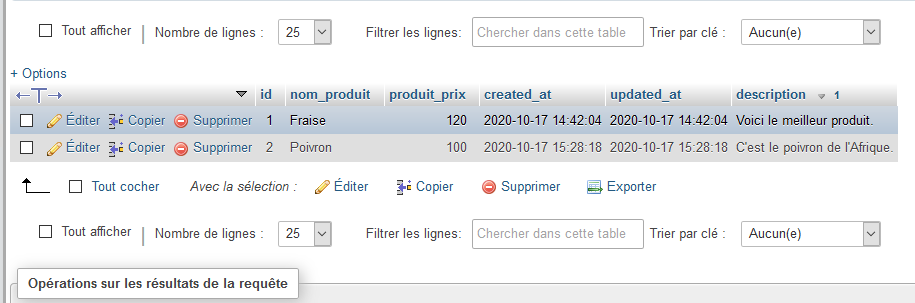 Tout afficher | Nombre de lignes : 25 Filtrer les lignes: Chercher dans cette table Trier par clé : Aucun(e)
+ Options
←T→ id nom_produit produit_prix created_at updated_at description 1
Éditer Copier Supprimer 1 Fraise 120 2020-10-17 14:42:04 2020-10-17 14:42:04 Voici le meilleur produit.
Éditer Copier Supprimer 2 Poivron 100 2020-10-17 15:28:18 2020-10-17 15:28:18 C'est le poivron de l'Afrique.
Tout cocher Avec la sélection : Éditer Copier Supprimer Exporter
Tout afficher | Nombre de lignes : 25 Filtrer les lignes: Chercher dans cette table Trier par clé : Aucun(e)
Opérations sur les résultats de la requête